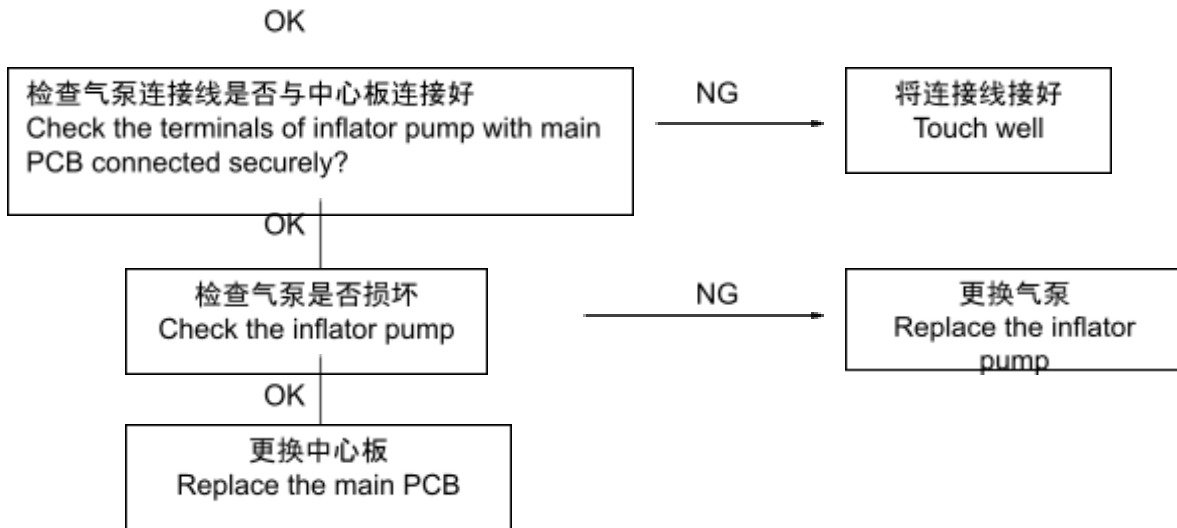 OK
检查气泵连接线是否与中心板连接好
Check the terminals of inflator pump with main
PCB connected securely?
NG
将连接线接好
Touch well
OK
检查气泵是否损坏
Check the inflator pump
NG
更换气泵
Replace the inflator
pump
OK
更换中心板
Replace the main PCB